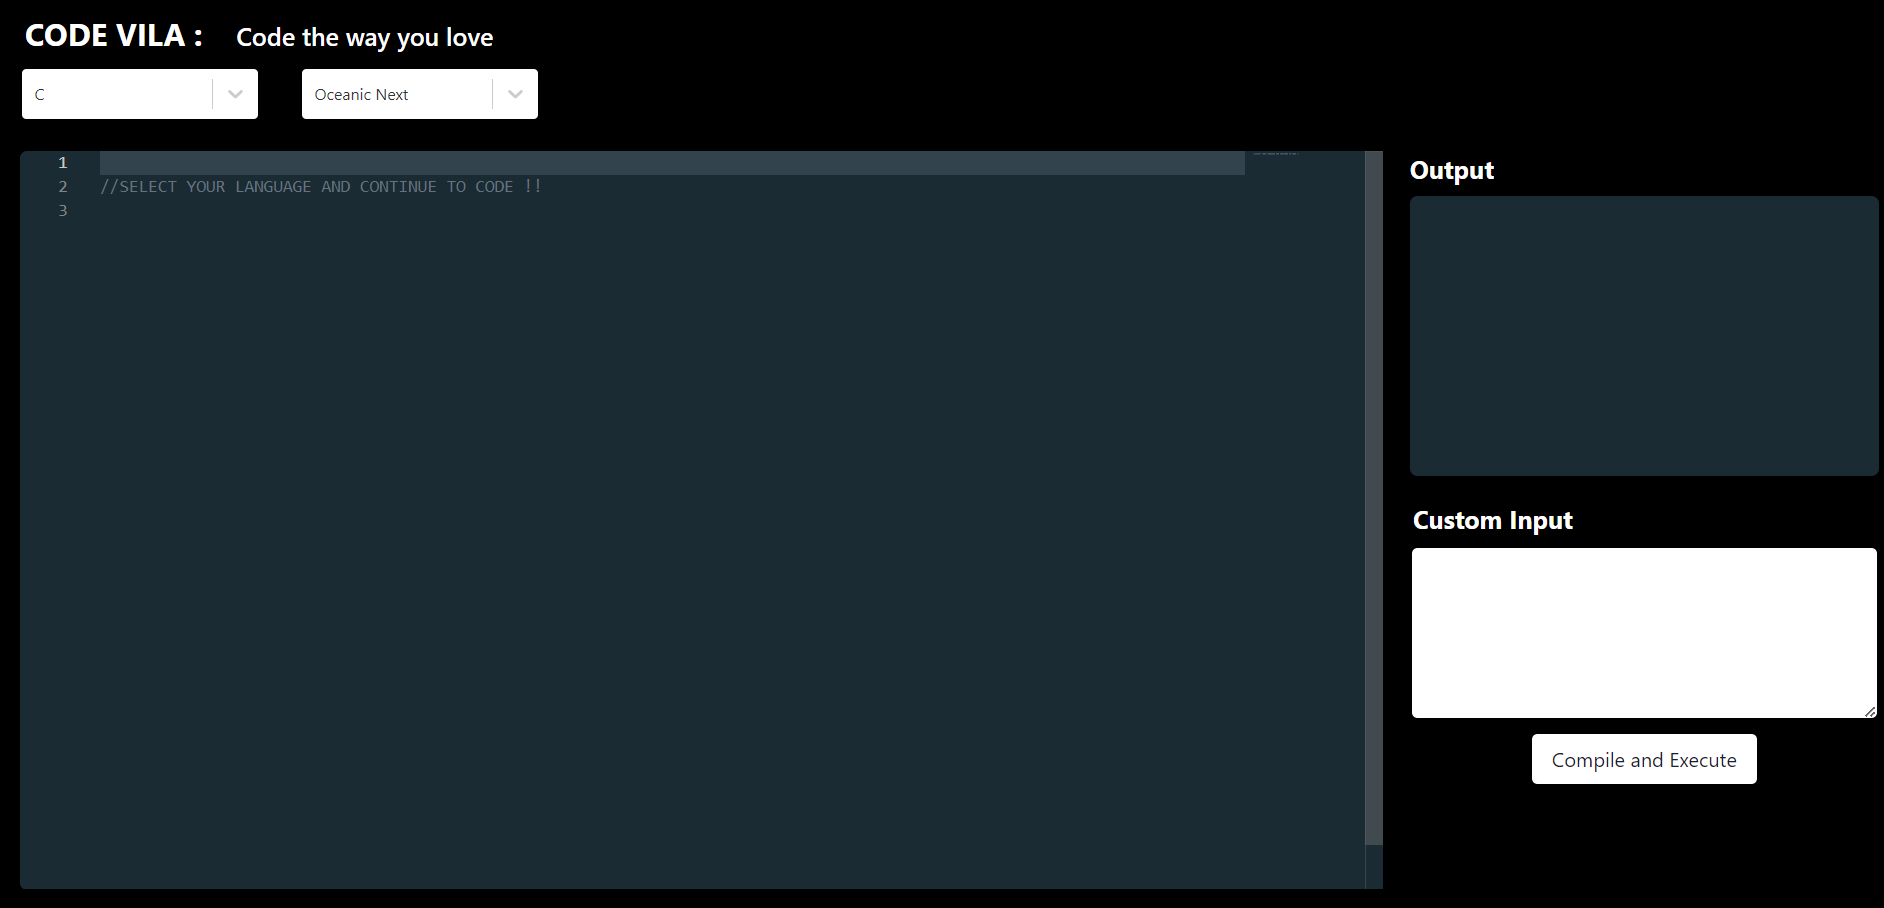 CODE VILA : Code the way you love
C Oceanic Next
1
2 //SELECT YOUR LANGUAGE AND CONTINUE TO CODE !!
3
Output
Custom Input
Compile and Execute